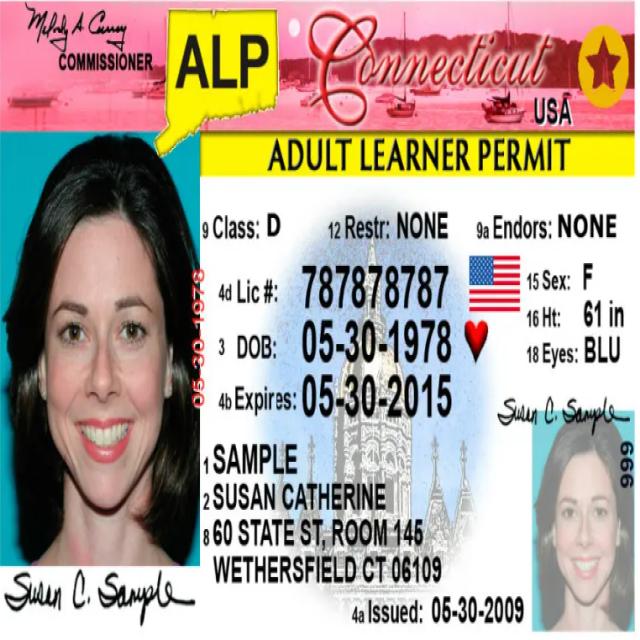 Melody A. Currey
COMMISSIONER
ALP
Connecticut
USA
ADULT LEARNER PERMIT
9 Class: D 12 Restr: NONE 9a Endors: NONE
4d Lic #: 787878787
15 Sex: F
3 DOB: 05-30-1978
16 Ht: 61 in
18 Eyes: BLU
4b Expires: 05-30-2015
05-30-1978
Susan C. Sample
1 SAMPLE
2 SUSAN CATHERINE
8 60 STATE ST, ROOM 145
WETHERSFIELD CT 06109
999
Susan C. Sample
4a Issued: 05-30-2009